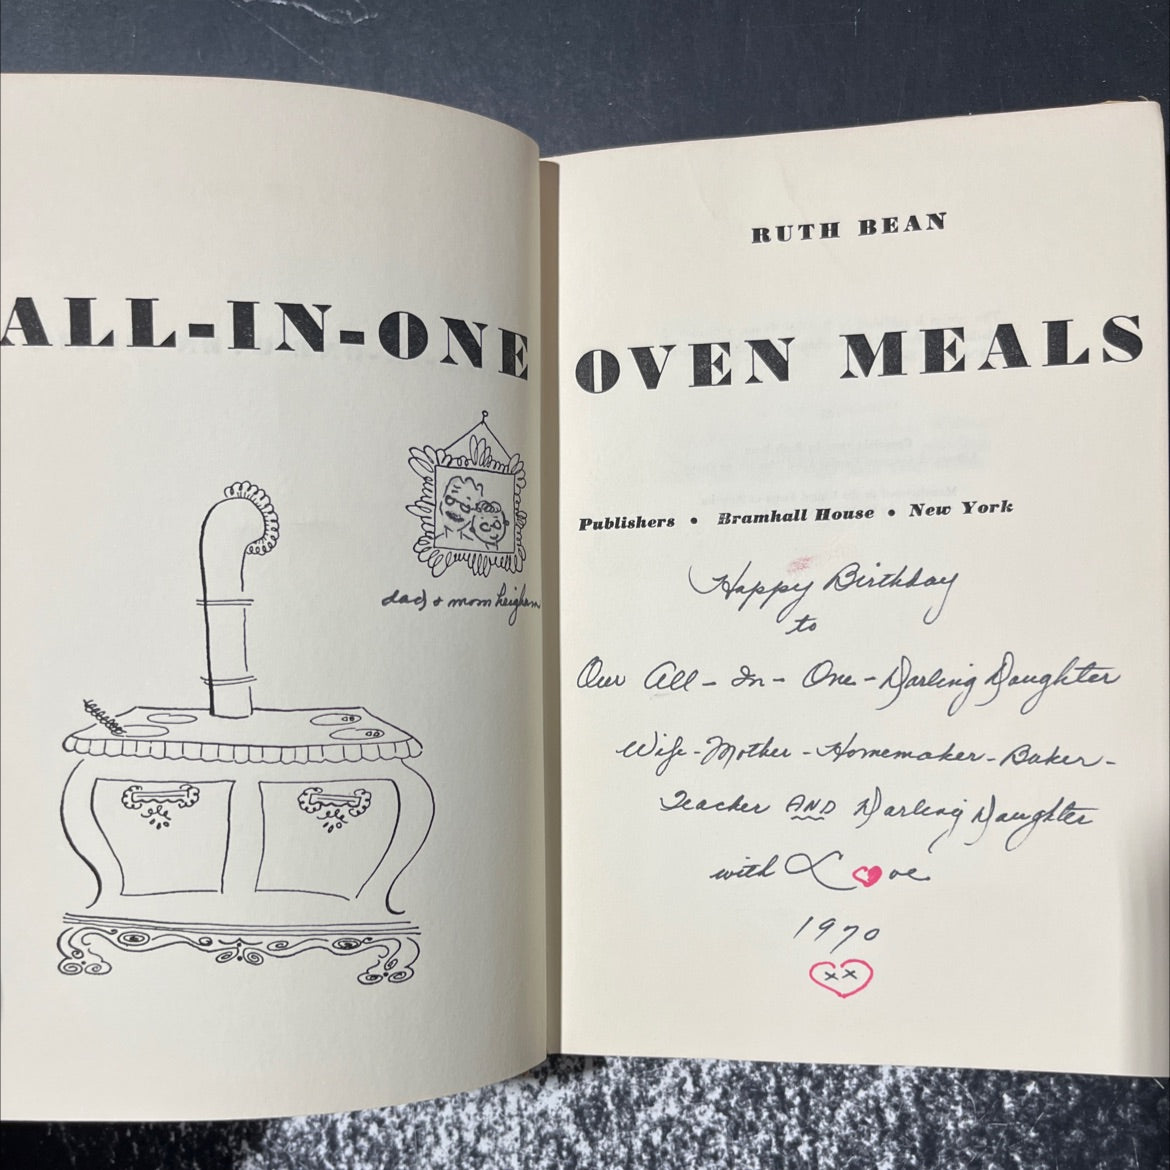 ALL-IN-ONE
dad & mom
RUTH BEAN
OVEN MEALS
Publishers • Bramhall House • New York
Happy Birthday
to
Our All-In-One-Darling Daughter
Wife-Mother-Homemaker-Baker-
Teacher AND Darling Daughter
with Love
1970
xx